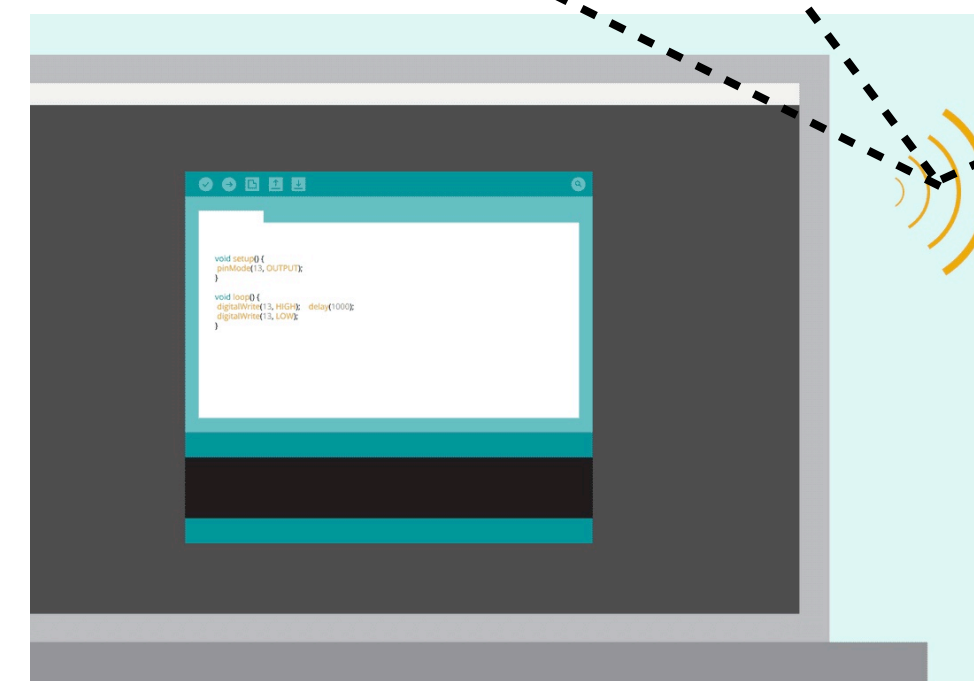 void setup() {
pinMode(13, OUTPUT);
}
void loop() {
digitalWrite(13, HIGH); delay(1000);
digitalWrite(13, LOW);
}